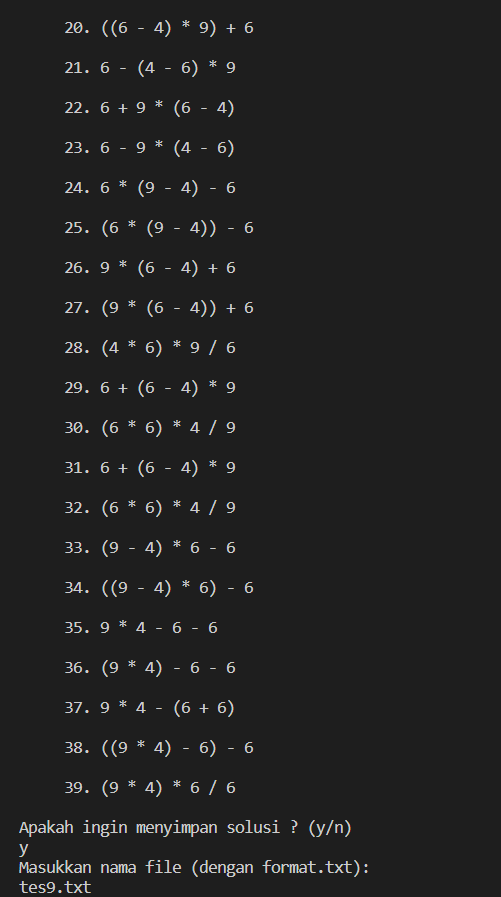 20. ((6 - 4) * 9) + 6
21. 6 - (4 - 6) * 9
22. 6 + 9 * (6 - 4)
23. 6 - 9 * (4 - 6)
24. 6 * (9 - 4) - 6
25. (6 * (9 - 4)) - 6
26. 9 * (6 - 4) + 6
27. (9 * (6 - 4)) + 6
28. (4 * 6) * 9 / 6
29. 6 + (6 - 4) * 9
30. (6 * 6) * 4 / 9
31. 6 + (6 - 4) * 9
32. (6 * 6) * 4 / 9
33. (9 - 4) * 6 - 6
34. ((9 - 4) * 6) - 6
35. 9 * 4 - 6 - 6
36. (9 * 4) - 6 - 6
37. 9 * 4 - (6 + 6)
38. ((9 * 4) - 6) - 6
39. (9 * 4) * 6 / 6
Apakah ingin menyimpan solusi ? (y/n)
y
Masukkan nama file (dengan format.txt):
tes9.txt